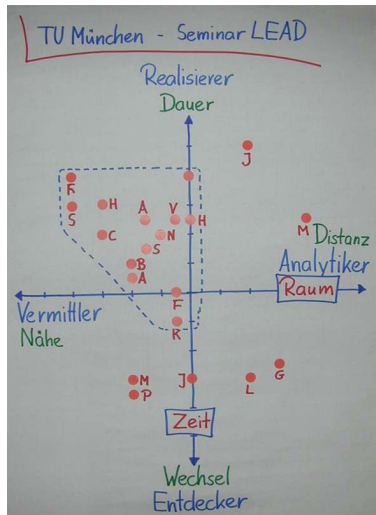 TU München - Seminar LEAD
Realisierer
Dauer
J
K
S
H
A
V
H
M
Distanz
C
N
S
Analytiker
B
A
Raum
F
Vermittler
Nähe
K
M
J
L
G
P
Zeit
Wechsel
Entdecker